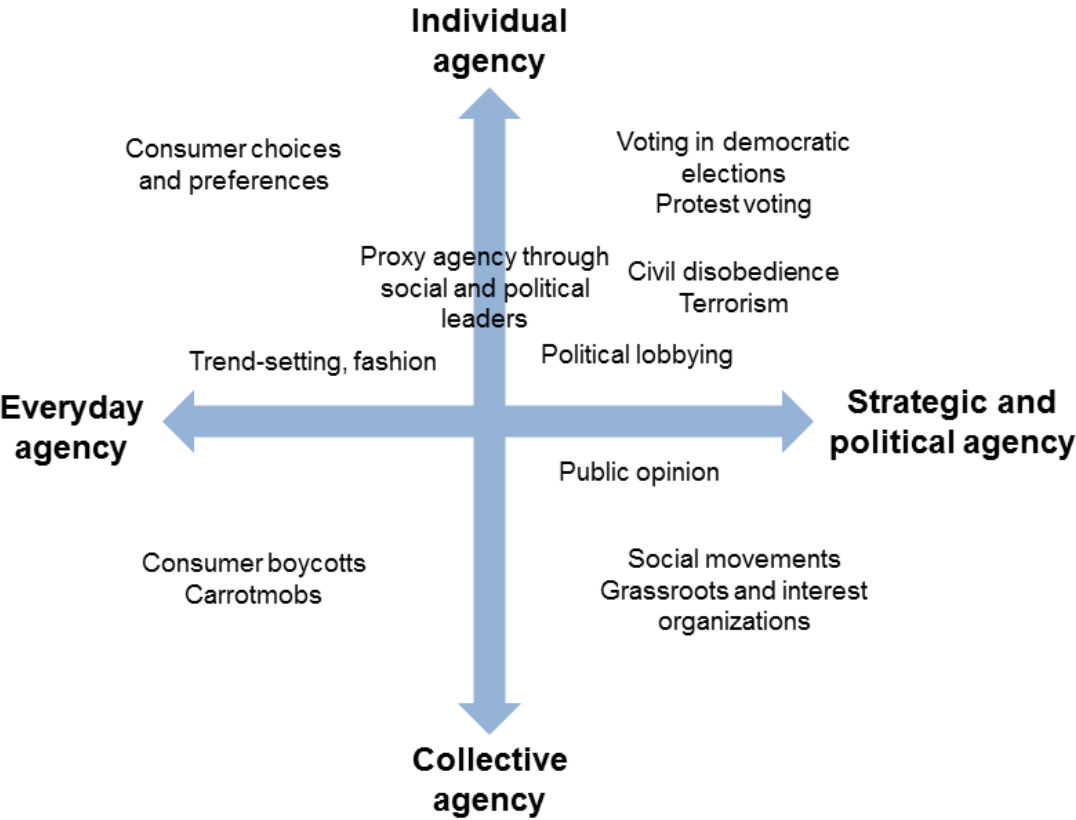 Individual
agency
Consumer choices
and preferences
Voting in democratic
elections
Protest voting
Proxy agency through
social and political
leaders
Civil disobedience
Terrorism
Trend-setting, fashion
Political lobbying
Everyday
agency
Strategic and
political agency
Public opinion
Consumer boycotts
Carrotmobs
Social movements
Grassroots and interest
organizations
Collective
agency